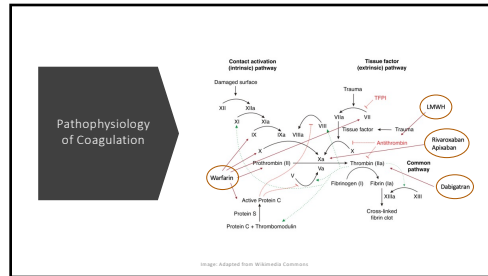 Pathophysiology
of Coagulation
Contact activation
(intrinsic) pathway
Tissue factor
(extrinsic) pathway
Damaged surface
Trauma
TFPI
XII
XIIa
XI
XIa
VIIIa
VIII
VIIa
VII
IX
IXa
Tissue factor
Trauma
LMWH
X
Xa
X
Antithrombin
Rivaroxaban
Apixaban
Prothrombin (II)
Thrombin (IIa)
Common
pathway
Va
V
Warfarin
Fibrinogen (I)
Fibrin (Ia)
Dabigatran
Active Protein C
XIIIa
XIII
Protein S
Cross-linked
fibrin clot
Protein C + Thrombomodulin
Image: Adapted from Wikimedia Commons